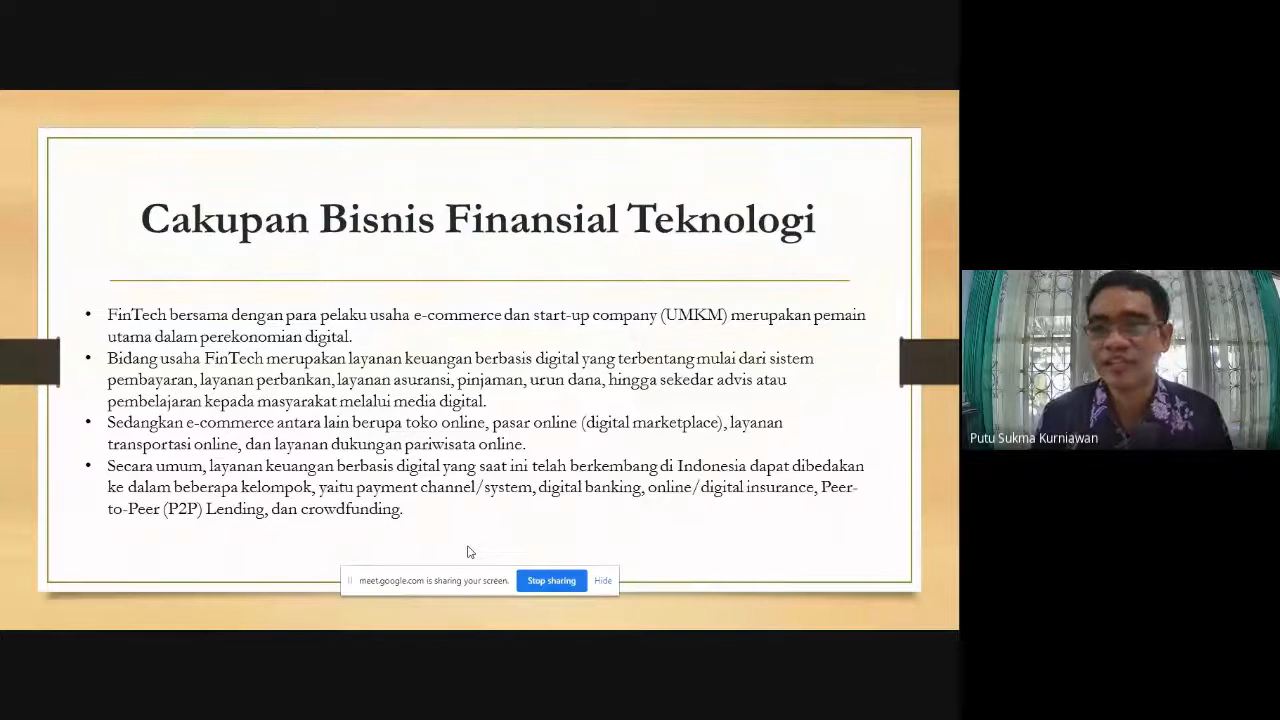 Cakupan Bisnis Finansial Teknologi
• FinTech bersama dengan para pelaku usaha e-commerce dan start-up company (UMKM) merupakan pemain
utama dalam perekonomian digital.
• Bidang usaha FinTech merupakan layanan keuangan berbasis digital yang terbentang mulai dari sistem
pembayaran, layanan perbankan, layanan asuransi, pinjaman, urun dana, hingga sekedar advis atau
pembelajaran kepada masyarakat melalui media digital.
• Sedangkan e-commerce antara lain berupa toko online, pasar online (digital marketplace), layanan
transportasi online, dan layanan dukungan pariwisata online.
• Secara umum, layanan keuangan berbasis digital yang saat ini telah berkembang di Indonesia dapat dibedakan
ke dalam beberapa kelompok, yaitu payment channel/system, digital banking, online/digital insurance, Peer-
to-Peer (P2P) Lending, dan crowdfunding.
meet.google.com is sharing your screen. Stop sharing Hide
Putu Sukma Kurniawan